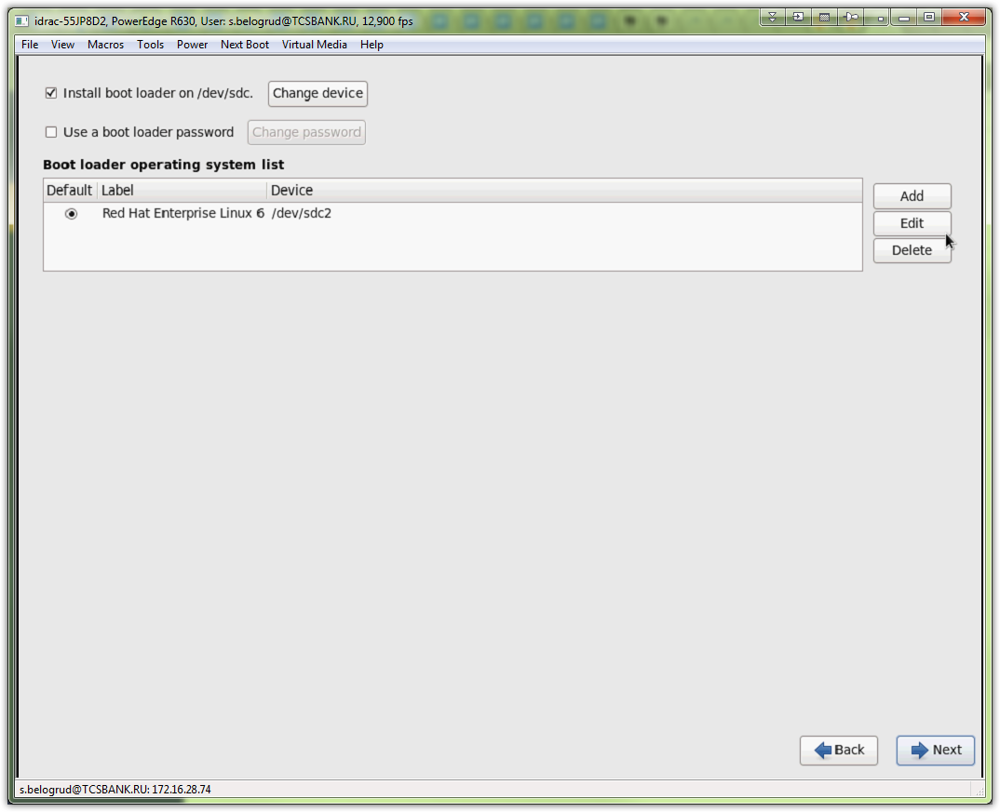 idrac-55JP8D2, PowerEdge R630, User: s.belogrud@TCSBANK.RU, 12,900 fps
File View Macros Tools Power Next Boot Virtual Media Help
Install boot loader on /dev/sdc. Change device
Use a boot loader password Change password
Boot loader operating system list
Default Label Device
Add
Red Hat Enterprise Linux 6 /dev/sdc2
Edit
Delete
Back Next
s.belogrud@TCSBANK.RU: 172.16.28.74